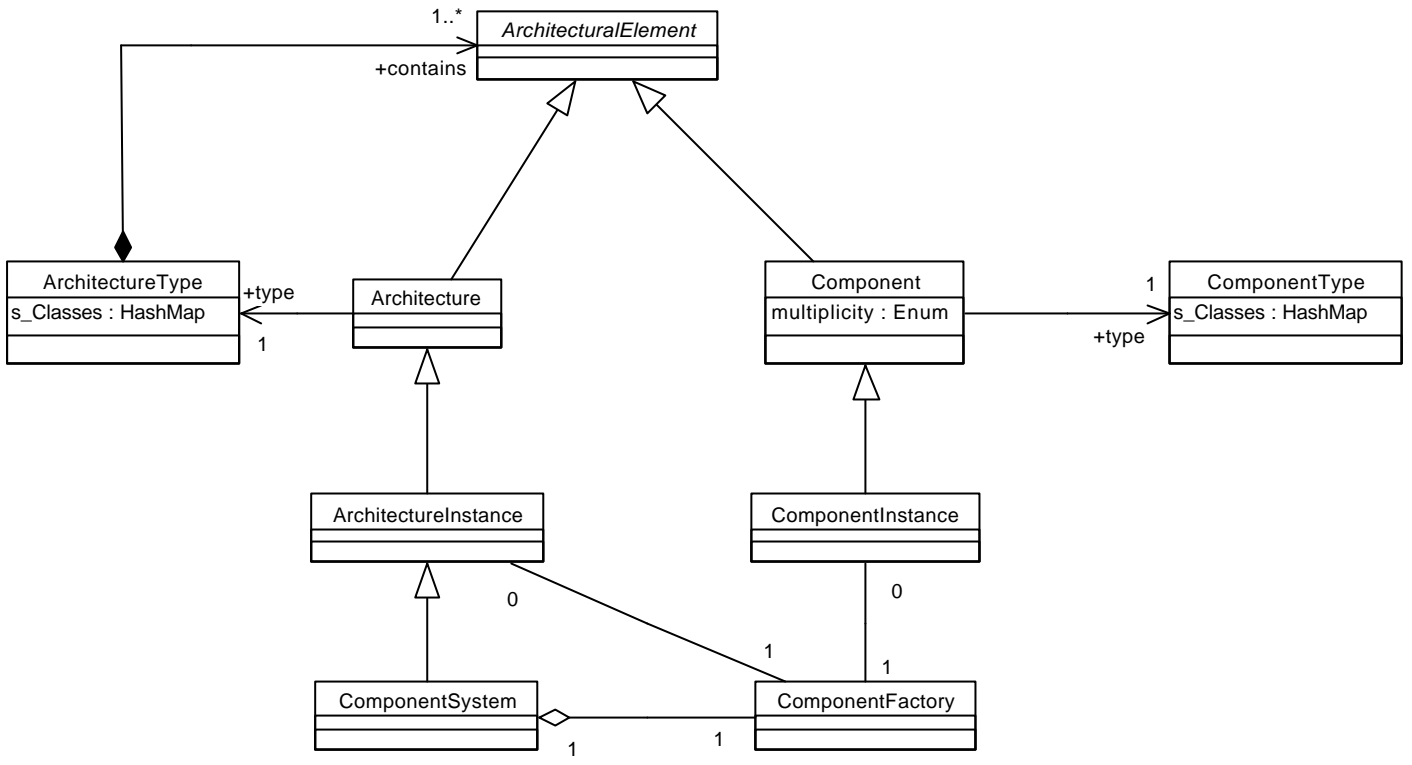 1..*
ArchitecturalElement
+contains
ArchitectureType
s_Classes : HashMap
+type
1
Architecture
Component
multiplicity : Enum
1
+type
ComponentType
s_Classes : HashMap
ArchitectureInstance
ComponentInstance
0
0
1
1
ComponentSystem
ComponentFactory
1
1